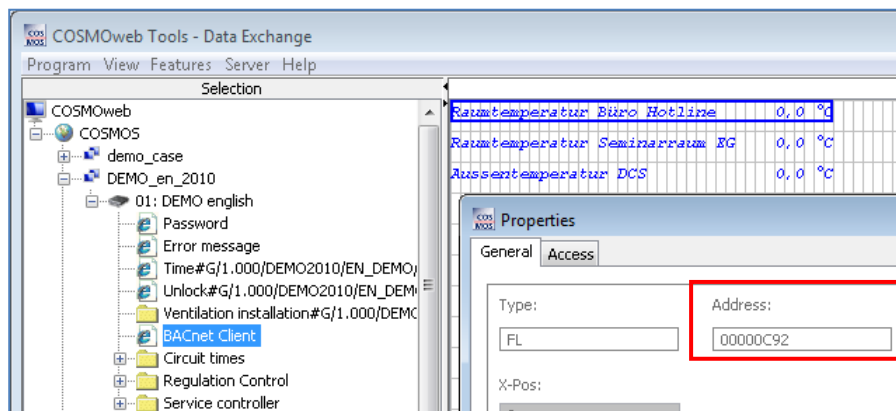 COSMOweb Tools - Data Exchange
Program View Features Server Help
Selection
COSMOweb
COSMOS
demo_case
DEMO_en_2010
01: DEMO english
Password
Error message
Time#G/1.000/DEMO2010/EN_DEMO/
Unlock#G/1.000/DEMO2010/EN_DEM
Ventilation installation#G/1.000/DEMC
BACnet Client
Circuit times
Regulation Control
Service controller
Raumtemperatur Büro Hotline 0,0 °C
Raumtemperatur Seminarraum EG 0,0 °C
Aussentemperatur DCS 0,0 °C
COS MOS Properties
General Access
Type: Address:
FL 00000C92
X-Pos: